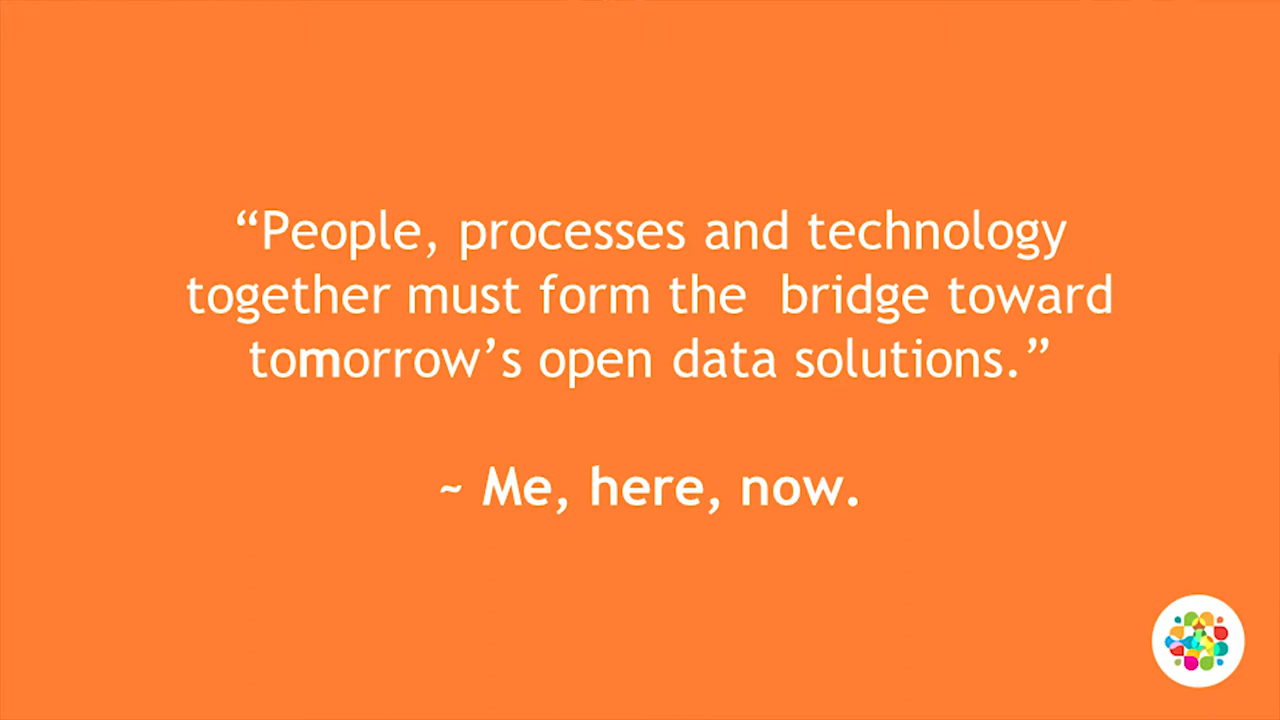 “People, processes and technology
together must form the  bridge toward
tomorrow’s open data solutions.”
~ Me, here, now.